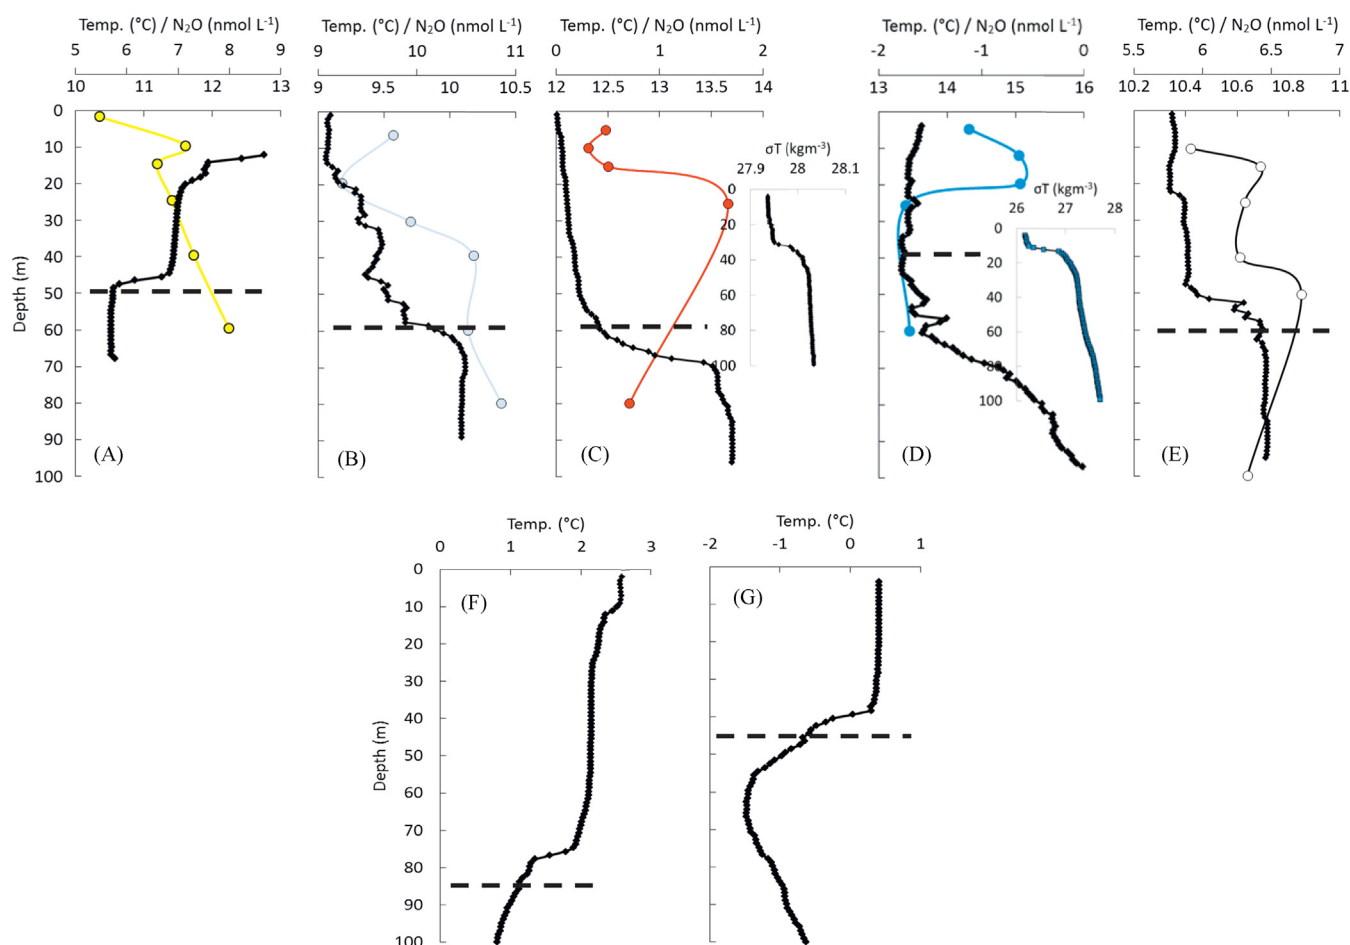 Temp. (°C) / N₂O (nmol L⁻¹)
5 6 7 8 9
10 11 12 13
0
10
20
30
40
50
60
70
80
90
100
Depth (m)
(A)
Temp. (°C) / N₂O (nmol L⁻¹)
9 10 11
9 9.5 10 10.5
(B)
Temp. (°C) / N₂O (nmol L⁻¹)
0 1 2
12 12.5 13 13.5 14
(C)
σT (kgm⁻³)
27.9 28 28.1
0
20
40
60
80
100
Temp. (°C) / N₂O (nmol L⁻¹)
-2 -1 0
13 14 15 16
(D)
σT (kgm⁻³)
26 27 28
0
20
40
60
80
100
Temp. (°C) / N₂O (nmol L⁻¹)
5.5 6 6.5 7
10.2 10.4 10.6 10.8 11
(E)
Temp. (°C)
0 1 2 3
0
10
20
30
40
50
60
70
80
90
100
Depth (m)
(F)
Temp. (°C)
-2 -1 0 1
(G)